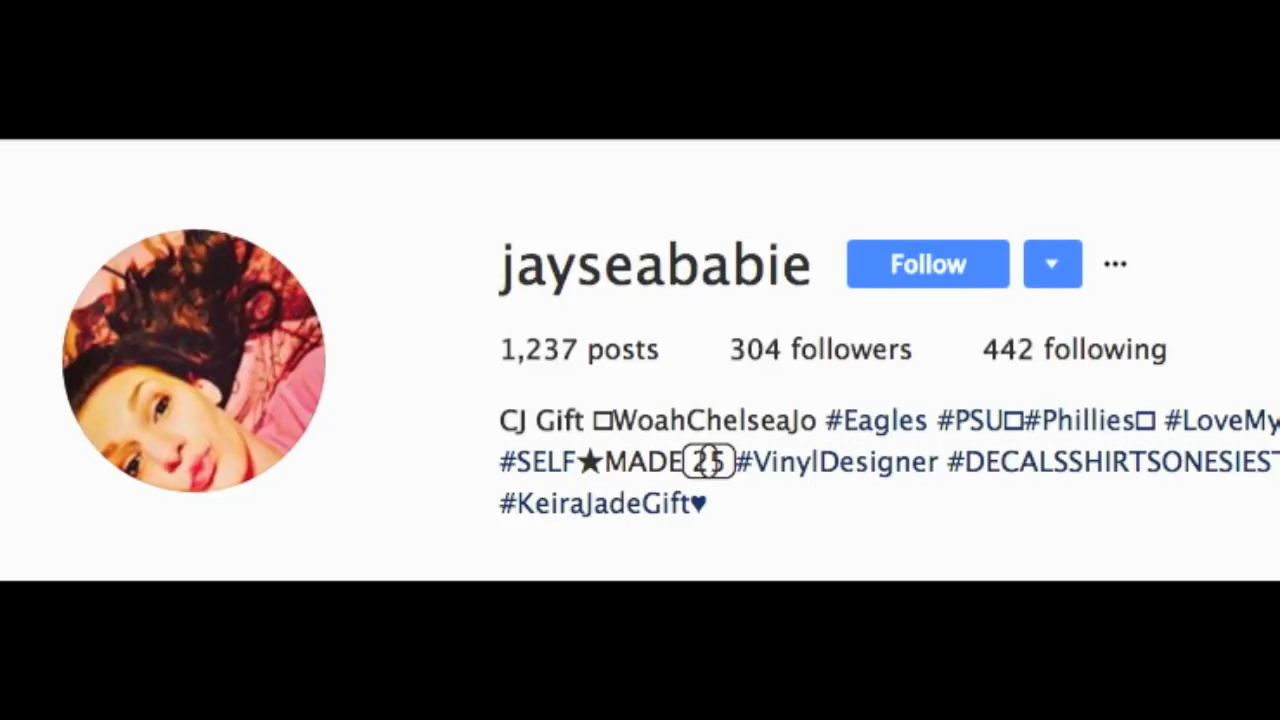 jayseababie Follow ...
1,237 posts 304 followers 442 following
CJ Gift □WoahChelseaJo #Eagles #PSU□#Phillies□ #LoveMy
#SELF★MADE 25 #VinylDesigner #DECALSSHIRTSONESIEST
#KeiraJadeGift♥